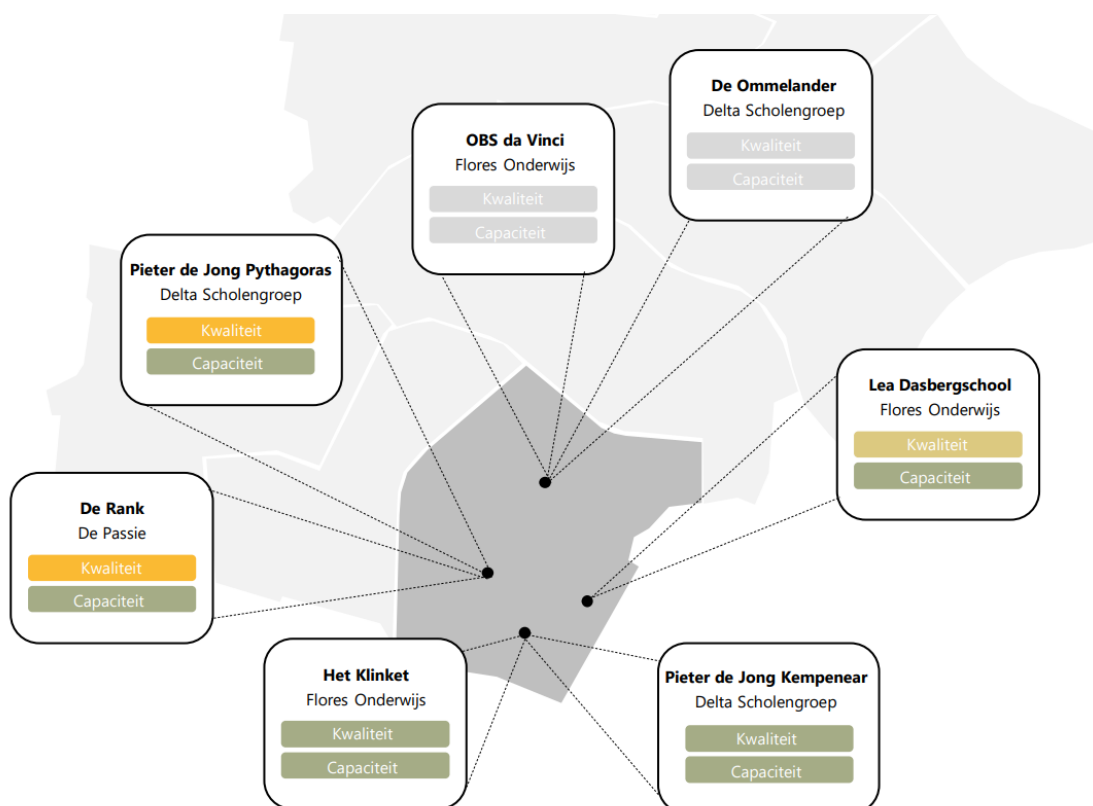 De Ommelander
Delta Scholengroep
Kwaliteit
Capaciteit
OBS da Vinci
Flores Onderwijs
Kwaliteit
Capaciteit
Pieter de Jong Pythagoras
Delta Scholengroep
Kwaliteit
Capaciteit
Lea Dasbergschool
Flores Onderwijs
Kwaliteit
Capaciteit
De Rank
De Passie
Kwaliteit
Capaciteit
Het Klinket
Flores Onderwijs
Kwaliteit
Capaciteit
Pieter de Jong Kempenear
Delta Scholengroep
Kwaliteit
Capaciteit